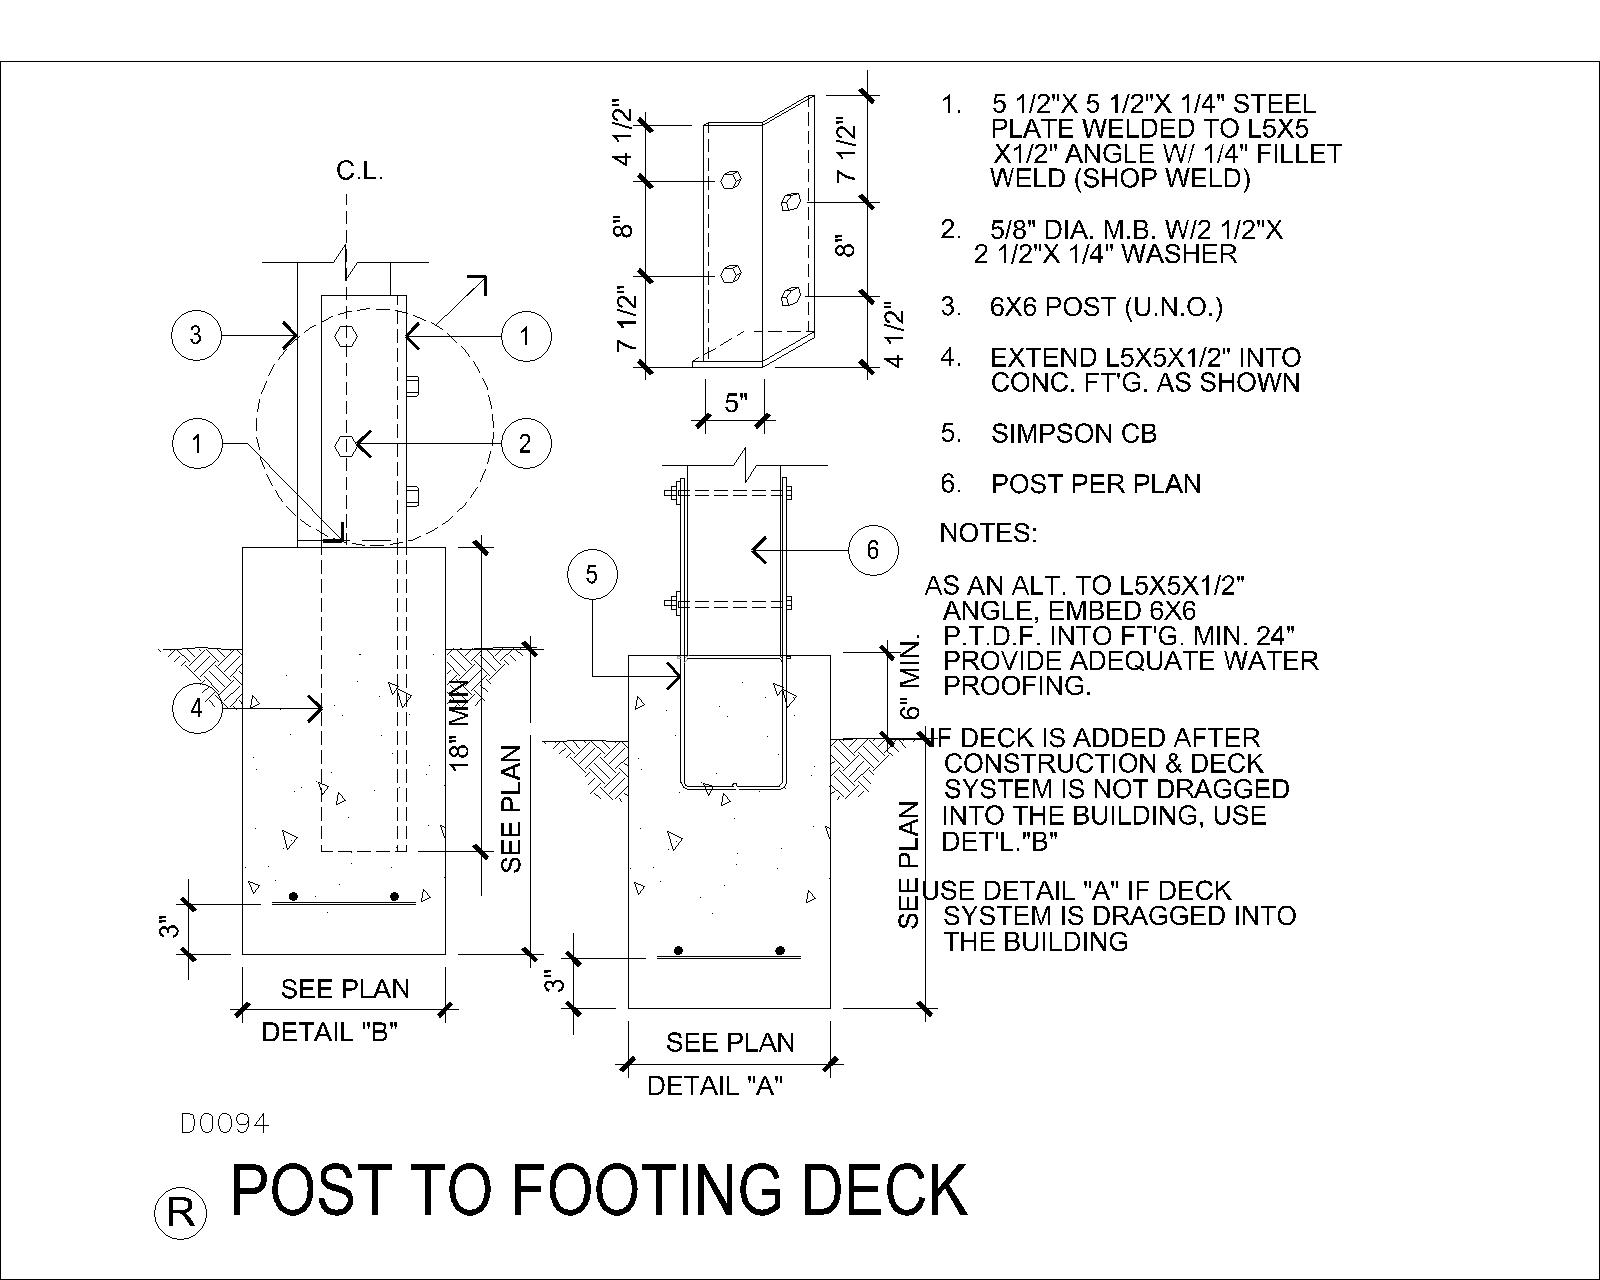 C.L.
3
1
1
2
4
18" MIN
SEE PLAN
3"
SEE PLAN
DETAIL "B"
4 1/2"
8"
7 1/2"
7 1/2"
8"
4 1/2"
5"
5
6
6" MIN.
SEE PLAN
3"
SEE PLAN
DETAIL "A"
1. 5 1/2"X 5 1/2"X 1/4" STEEL
PLATE WELDED TO L5X5
X1/2" ANGLE W/ 1/4" FILLET
WELD (SHOP WELD)
2. 5/8" DIA. M.B. W/2 1/2"X
2 1/2"X 1/4" WASHER
3. 6X6 POST (U.N.O.)
4. EXTEND L5X5X1/2" INTO
CONC. FT'G. AS SHOWN
5. SIMPSON CB
6. POST PER PLAN
NOTES:
AS AN ALT. TO L5X5X1/2"
ANGLE, EMBED 6X6
P.T.D.F. INTO FT'G. MIN. 24"
PROVIDE ADEQUATE WATER
PROOFING.
IF DECK IS ADDED AFTER
CONSTRUCTION & DECK
SYSTEM IS NOT DRAGGED
INTO THE BUILDING, USE
DET'L."B"
USE DETAIL "A" IF DECK
SYSTEM IS DRAGGED INTO
THE BUILDING
D0094
R POST TO FOOTING DECK